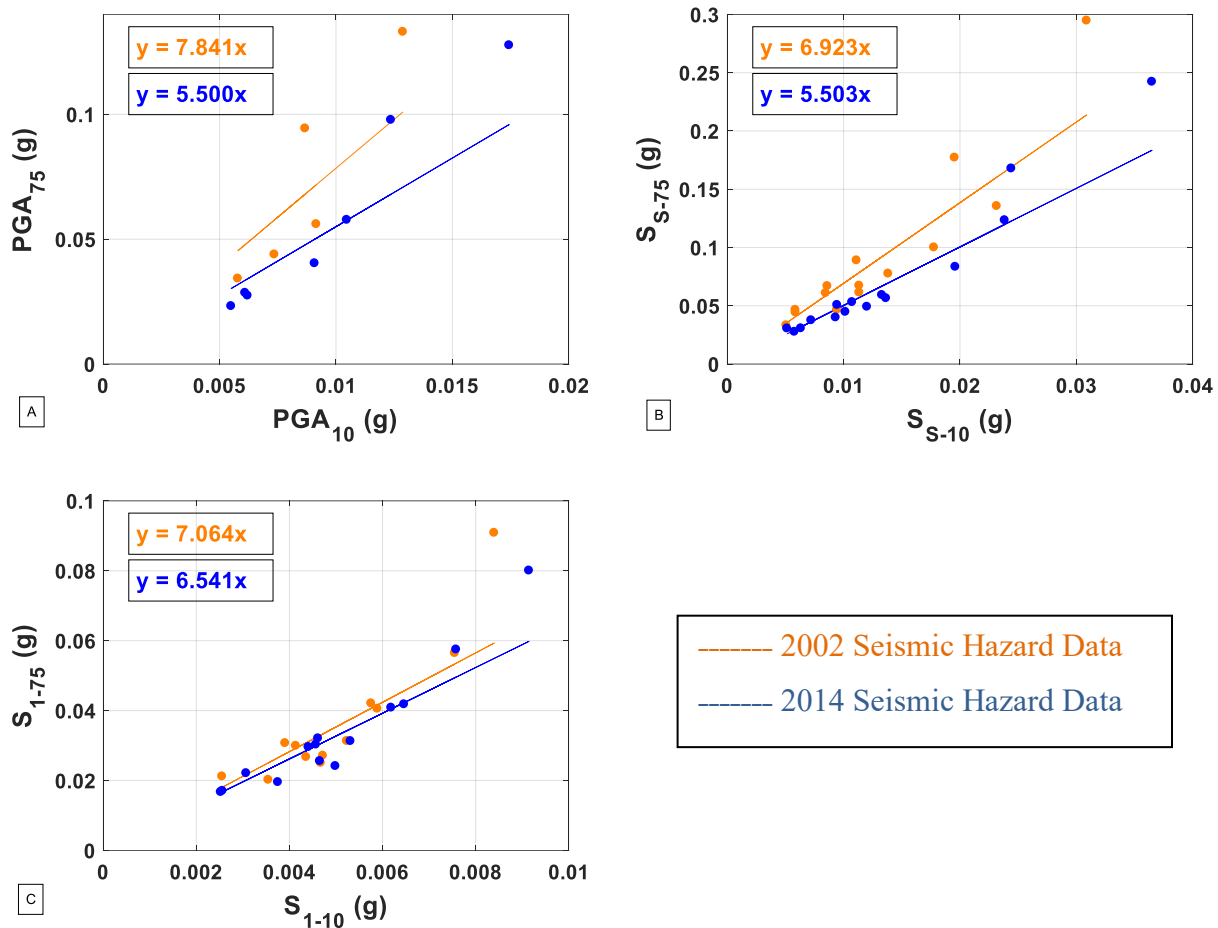 y = 7.841x
y = 5.500x
0.1
0.05
0
0
0.005
0.01
0.015
0.02
PGA75 (g)
PGA10 (g)
A
y = 6.923x
y = 5.503x
0.3
0.25
0.2
0.15
0.1
0.05
0
0
0.01
0.02
0.03
0.04
SS-75 (g)
SS-10 (g)
B
y = 7.064x
y = 6.541x
0.1
0.08
0.06
0.04
0.02
0
0.002
0.004
0.006
0.008
0.01
S1-75 (g)
S1-10 (g)
C
------- 2002 Seismic Hazard Data
------- 2014 Seismic Hazard Data